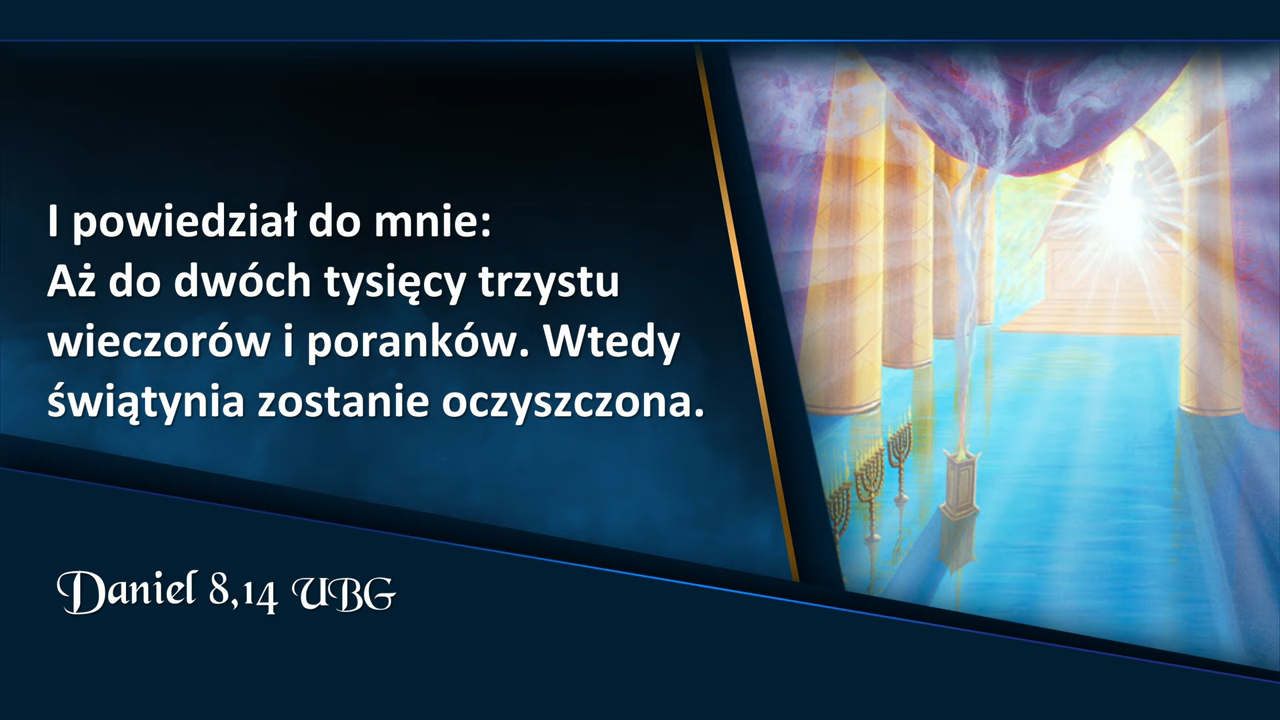 I powiedział do mnie:
Aż do dwóch tysięcy trzystu
wieczorów i poranków. Wtedy
świątynia zostanie oczyszczona.
Daniel 8,14 UBG